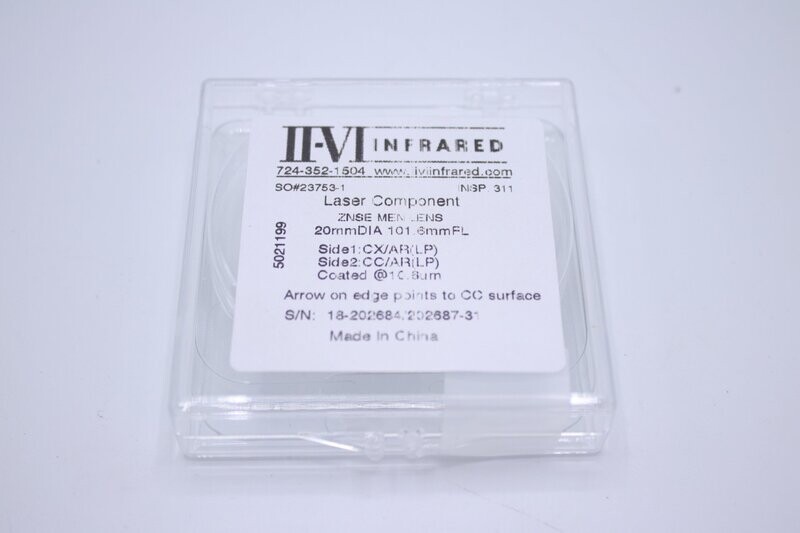 II-VI INFRARED
724-352-1504 www.iiviinfrared.com
SO#23753-1 INSP 311
Laser Component
ZNSE MEN LENS
20mmDIA 101.6mmFL
Side1:CX/AR(LP)
Side2:CC/AR(LP)
Coated @10.6um
Arrow on edge points to CC surface
S/N: 18-202684/202687-31
Made In China
5021199